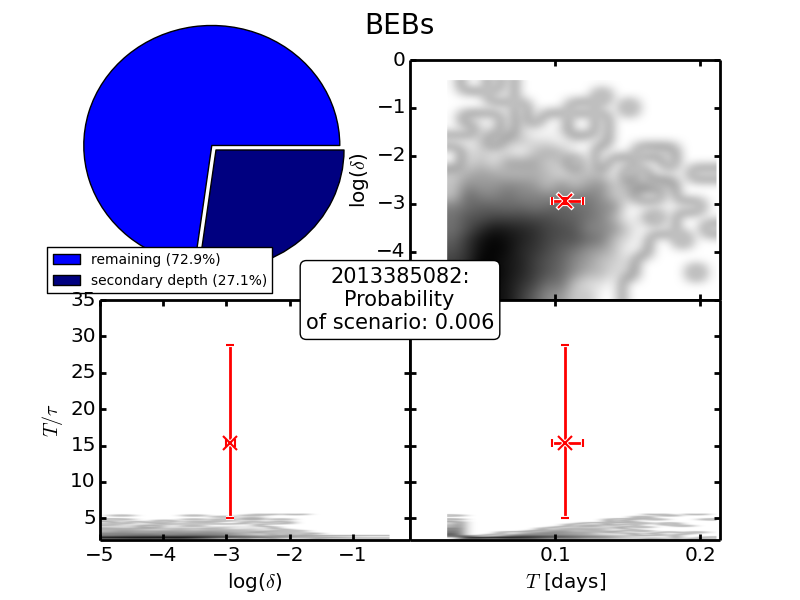 BEBs
remaining (72.9%)
secondary depth (27.1%)
0
−1
−2
−3
−4
log(δ)
2013385082:
Probability
of scenario: 0.006
35
30
25
20
15
10
5
T/τ
−5 −4 −3 −2 −1
log(δ)
0.1 0.2
T [days]